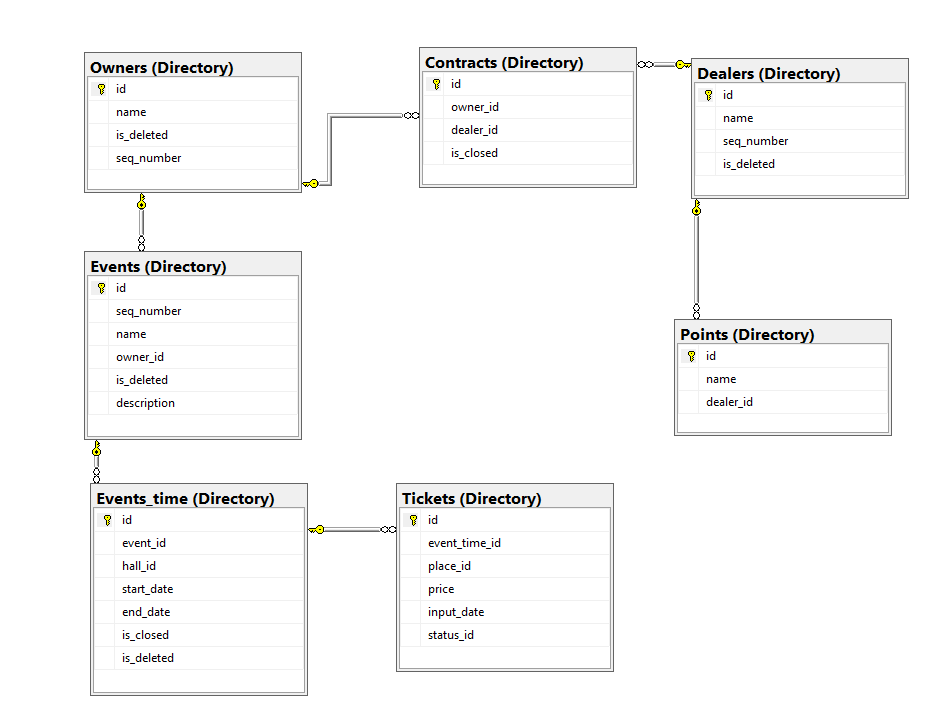 Owners (Directory)
id
name
is_deleted
seq_number
Contracts (Directory)
id
owner_id
dealer_id
is_closed
Dealers (Directory)
id
name
seq_number
is_deleted
Events (Directory)
id
seq_number
name
owner_id
is_deleted
description
Points (Directory)
id
name
dealer_id
Events_time (Directory)
id
event_id
hall_id
start_date
end_date
is_closed
is_deleted
Tickets (Directory)
id
event_time_id
place_id
price
input_date
status_id